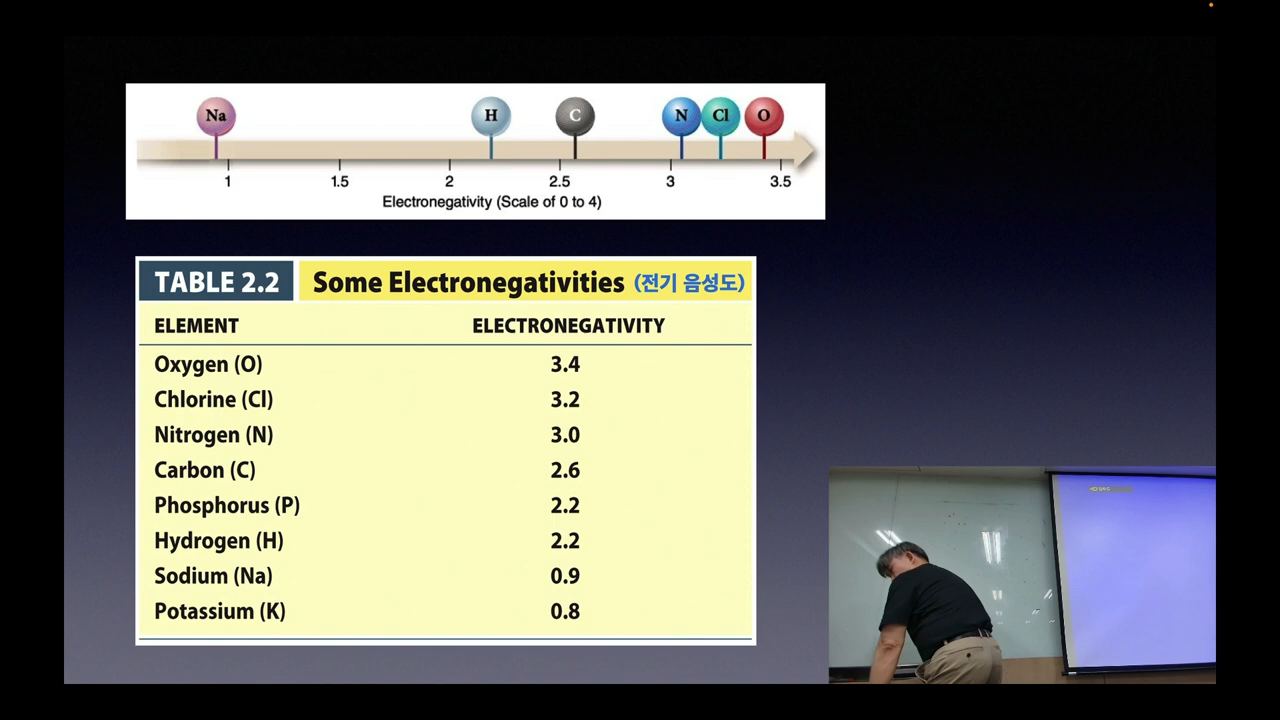 Na H C N Cl O
1 1.5 2 2.5 3 3.5
Electronegativity (Scale of 0 to 4)
TABLE 2.2 Some Electronegativities (전기 음성도)
ELEMENT ELECTRONEGATIVITY
Oxygen (O) 3.4
Chlorine (Cl) 3.2
Nitrogen (N) 3.0
Carbon (C) 2.6
Phosphorus (P) 2.2
Hydrogen (H) 2.2
Sodium (Na) 0.9
Potassium (K) 0.8